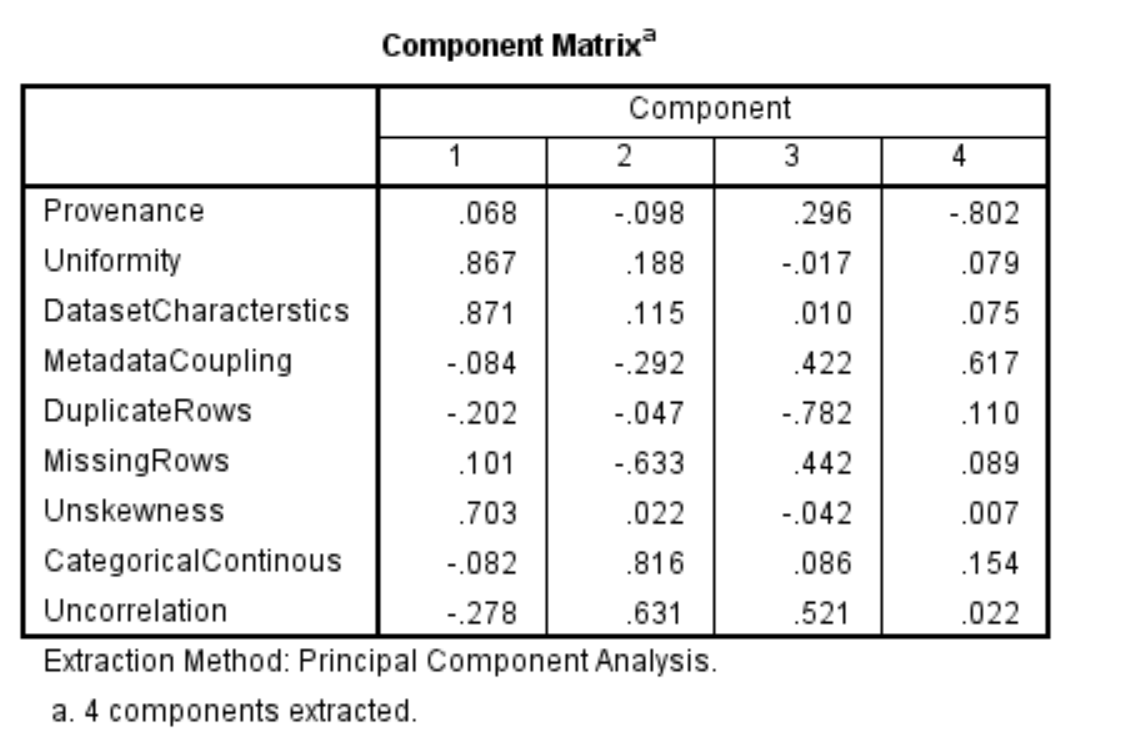 Component Matrixa
Component
1 2 3 4
Provenance .068 -.098 .296 -.802
Uniformity .867 .188 -.017 .079
DatasetCharacterstics .871 .115 .010 .075
MetadataCoupling -.084 -.292 .422 .617
DuplicateRows -.202 -.047 -.782 .110
MissingRows .101 -.633 .442 .089
Unskewness .703 .022 -.042 .007
CategoricalContinous -.082 .816 .086 .154
Uncorrelation -.278 .631 .521 .022
Extraction Method: Principal Component Analysis.
a. 4 components extracted.